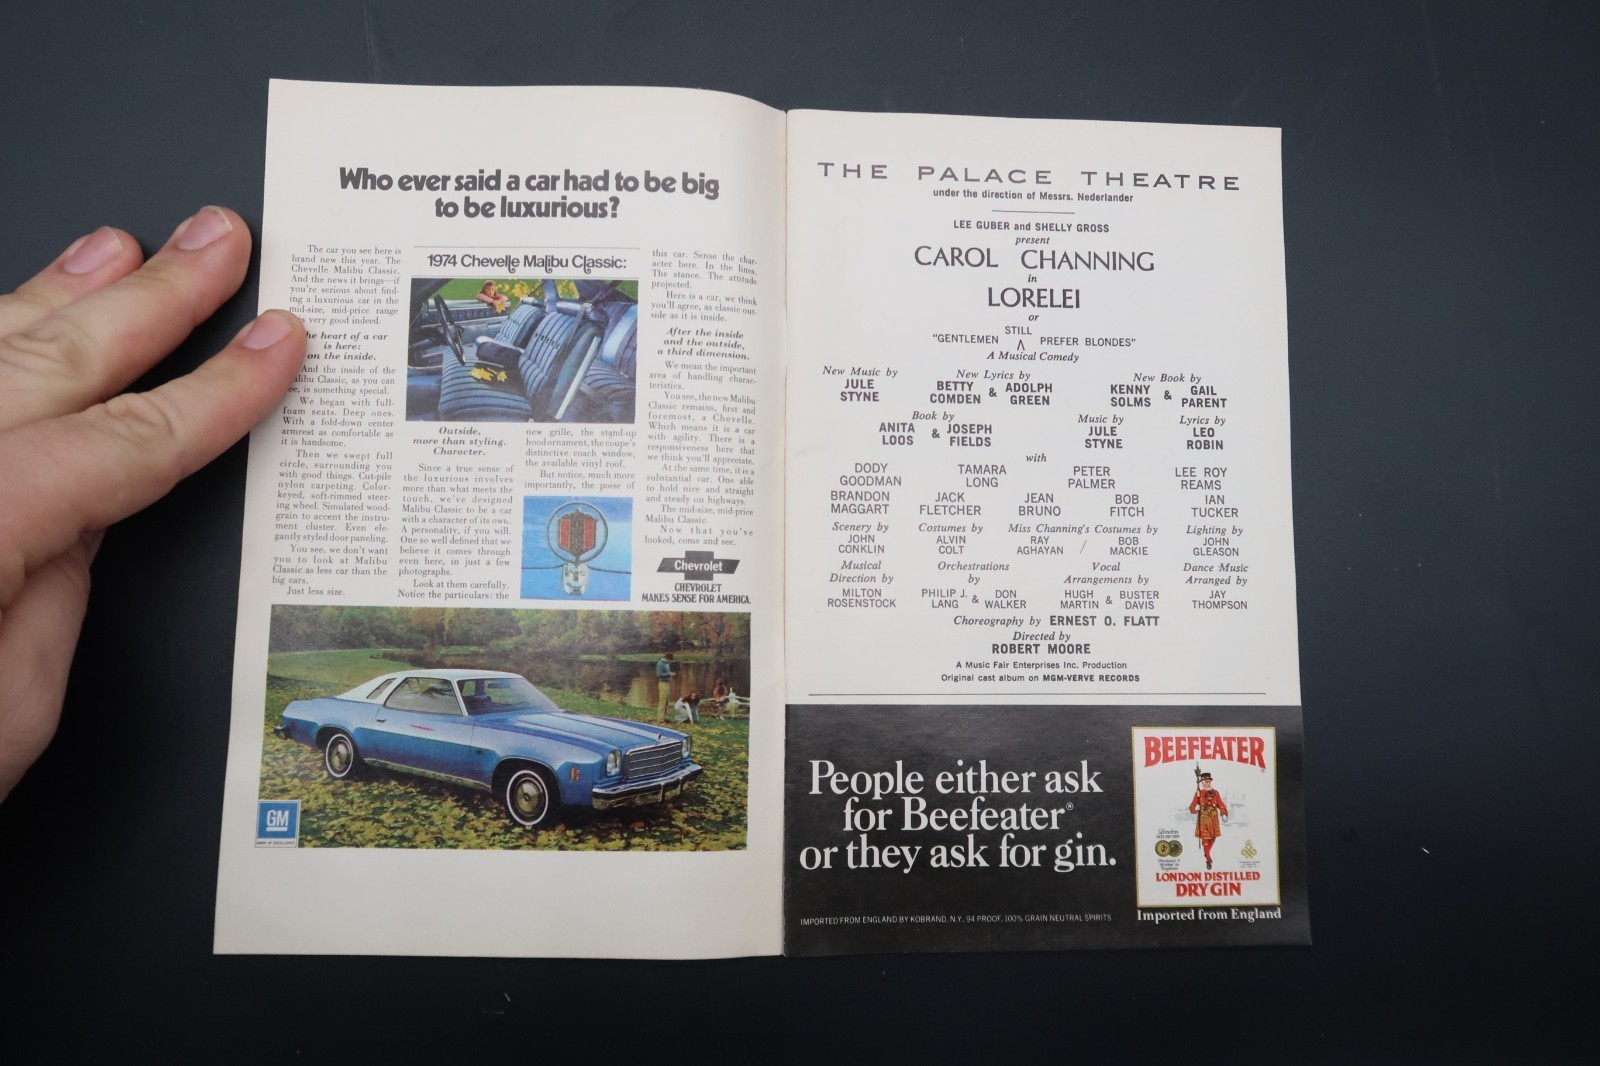 Who ever said a car had to be big
to be luxurious?
The car you see here is
brand new this year. The
Chevelle Malibu Classic.
And the news it brings—if
you're serious about find-
ing a luxurious car in the
mid-size, mid-price range
is very good indeed.
he heart of a car
is here:
on the inside.
And the inside of the
alibu Classic, as you can
ee, is something special.
We began with full-
foam seats. Deep ones.
With a fold-down center
armrest as comfortable as
it is handsome.
Then we swept full
circle, surrounding you
with good things. Cut-pile
nylon carpeting. Color-
keyed, soft-rimmed steer-
ing wheel. Simulated wood-
grain to accent the instru-
ment cluster. Even ele-
gantly styled door paneling.
You see, we don't want
you to look at Malibu
Classic as less car than the
big cars.
Just less size.
1974 Chevelle Malibu Classic:
Outside,
more than styling.
Character.
Since a true sense of
the luxurious involves
more than what meets the
touch, we've designed
Malibu Classic to be a car
with a character of its own.
A personality, if you will.
One so well defined that we
believe it comes through
even here, in just a few
photographs.
Look at them carefully.
Notice the particulars: the
new grille, the stand-up
hood ornament, the coupe's
distinctive coach window,
the available vinyl roof.
But notice, much more
importantly, the poise of
this car. Sense the char-
acter here. In the lines.
The stance. The attitude
projected.
Here is a car, we think
you'll agree, as classic out-
side as it is inside.
After the inside
and the outside,
a third dimension.
We mean the important
area of handling charac-
teristics.
You see, the new Malibu
Classic remains, first and
foremost, a Chevelle.
Which means it is a car
with agility. There is a
responsiveness here that
we think you'll appreciate.
At the same time, it is a
substantial car. One able
to hold nice and straight
and steady on highways.
The mid-size, mid-price
Malibu Classic.
Now that you've
looked, come and see.
Chevrolet
CHEVROLET
MAKES SENSE FOR AMERICA.
GM
MARK OF EXCELLENCE
THE PALACE THEATRE
under the direction of Messrs. Nederlander
LEE GUBER and SHELLY GROSS
present
CAROL CHANNING
in
LORELEI
or
STILL
"GENTLEMEN ^ PREFER BLONDES"
A Musical Comedy
New Music by New Lyrics by New Book by
JULE BETTY ADOLPH KENNY GAIL
STYNE COMDEN & GREEN SOLMS & PARENT
Book by Music by Lyrics by
ANITA JOSEPH JULE LEO
LOOS & FIELDS STYNE ROBIN
with
DODY TAMARA PETER LEE ROY
GOODMAN LONG PALMER REAMS
BRANDON JACK JEAN BOB IAN
MAGGART FLETCHER BRUNO FITCH TUCKER
Scenery by Costumes by Miss Channing's Costumes by Lighting by
JOHN ALVIN RAY / BOB JOHN
CONKLIN COLT AGHAYAN MACKIE GLEASON
Musical Orchestrations Vocal Dance Music
Direction by by Arrangements by Arranged by
MILTON PHILIP J. DON HUGH BUSTER JAY
ROSENSTOCK LANG & WALKER MARTIN & DAVIS THOMPSON
Choreography by ERNEST O. FLATT
Directed by
ROBERT MOORE
A Music Fair Enterprises Inc. Production
Original cast album on MGM-VERVE RECORDS
People either ask
for Beefeater®
or they ask for gin.
IMPORTED FROM ENGLAND BY KOBRAND, N.Y. 94 PROOF. 100% GRAIN NEUTRAL SPIRITS
BEEFEATER
LONDON DISTILLED
DRY GIN
Imported from England